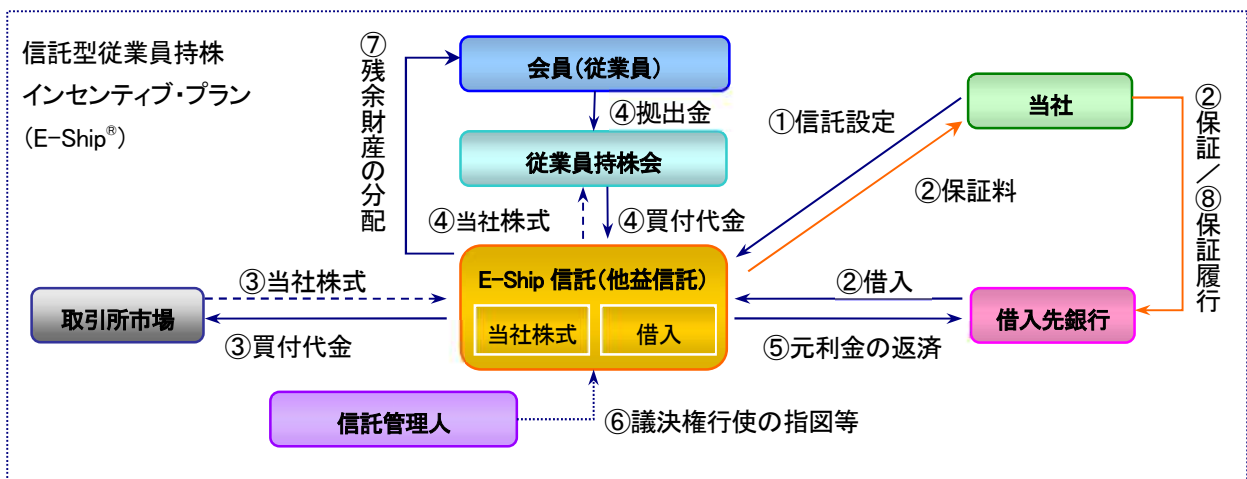 信託型従業員持株
インセンティブ・プラン
(E-Ship®)
⑦残余財産の分配
会員(従業員)
④拠出金
従業員持株会
④当社株式
④買付代金
①信託設定
当社
②保証料
②保証/⑧保証履行
E-Ship 信託(他益信託)
当社株式
借入
③当社株式
取引所市場
③買付代金
②借入
借入先銀行
⑤元利金の返済
信託管理人
⑥議決権行使の指図等